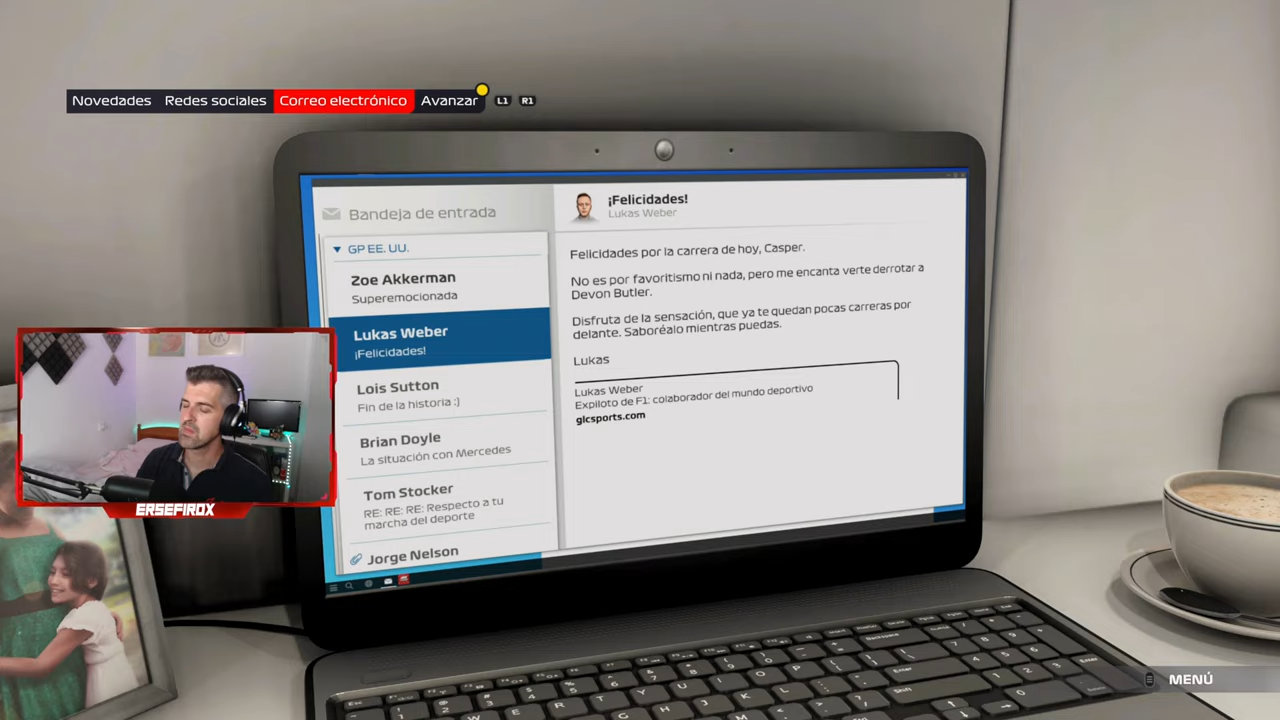 Novedades
Redes sociales
Correo electrónico
Avanzar
L1
R1
Bandeja de entrada
GP EE. UU.
Zoe Akkerman
Superemocionada
Lukas Weber
¡Felicidades!
Lois Sutton
Fin de la historia :)
Brian Doyle
La situación con Mercedes
Tom Stocker
RE: RE: RE: Respecto a tu
marcha del deporte
Jorge Nelson
¡Felicidades!
Lukas Weber
Felicidades por la carrera de hoy, Casper.
No es por favoritismo ni nada, pero me encanta verte derrotar a
Devon Butler.
Disfruta de la sensación, que ya te quedan pocas carreras por
delante. Saboréalo mientras puedas.
Lukas
Lukas Weber
Expiloto de F1: colaborador del mundo deportivo
glcsports.com
ERSEFIROX
MENÚ